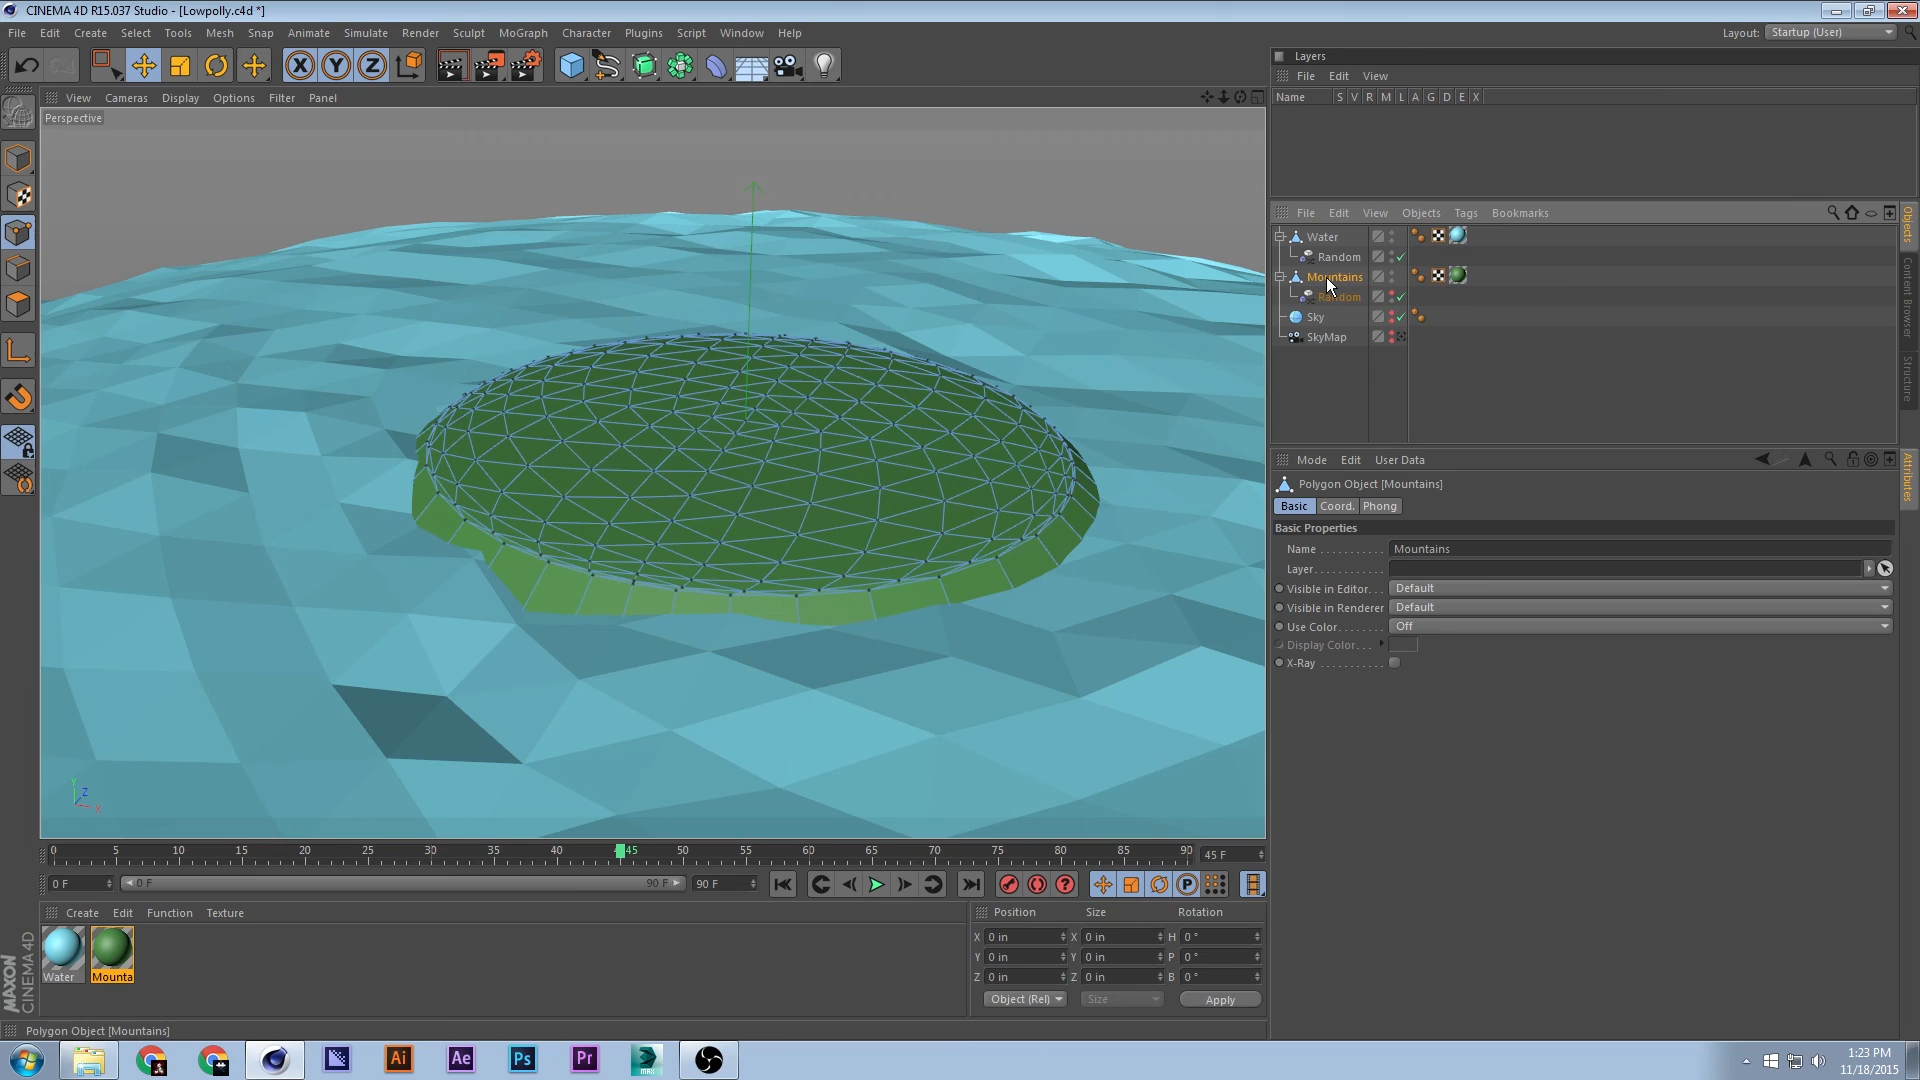 CINEMA 4D R15.037 Studio - [Lowpolly.c4d *]
File Edit Create Select Tools Mesh Snap Animate Simulate Render Sculpt MoGraph Character Plugins Script Window Help
Layout: Startup (User)
View Cameras Display Options Filter Panel
Perspective
Y Z X
0 5 10 15 20 25 30 35 40 45 50 55 60 65 70 75 80 85 90 45 F
0 F 0 F 90 F 90 F
Create Edit Function Texture
Water Mounta
MAXON CINEMA 4D
Position Size Rotation
X 0 in X 0 in H 0 °
Y 0 in Y 0 in P 0 °
Z 0 in Z 0 in B 0 °
Object (Rel) Size Apply
Polygon Object [Mountains]
Layers
File Edit View
Name S V R M L A G D E X
File Edit View Objects Tags Bookmarks
Water
Random
Mountains
Random
Sky
SkyMap
Objects
Content Browser
Structure
Mode Edit User Data
Attributes
Polygon Object [Mountains]
Basic Coord. Phong
Basic Properties
Name . . . . . . . . . . . Mountains
Layer. . . . . . . . . . . .
Visible in Editor. . . Default
Visible in Renderer Default
Use Color. . . . . . . . Off
Display Color. . .
X-Ray . . . . . . . . . . .
Ai Ae Ps Pr MAX
1:23 PM
11/18/2015